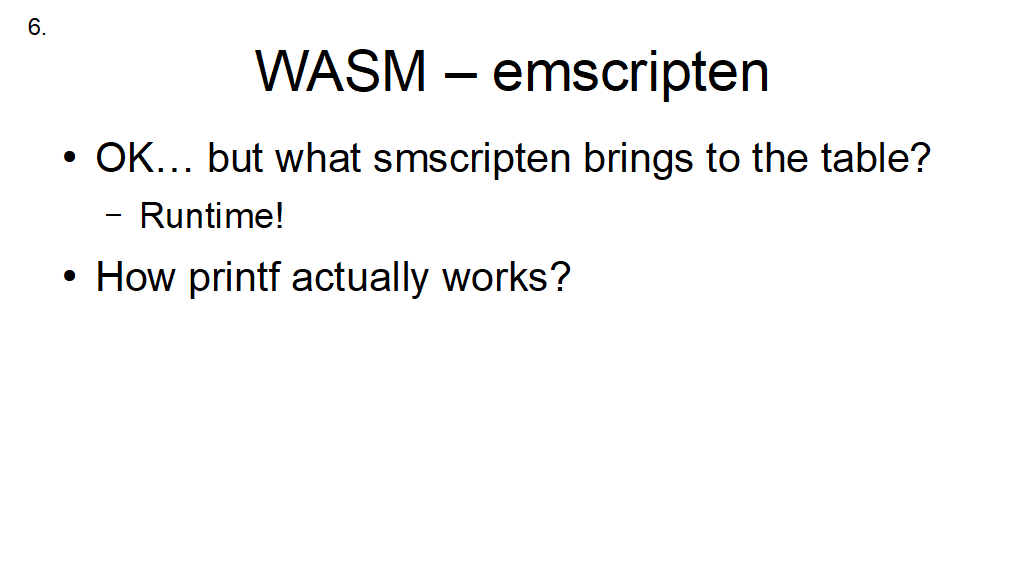 6.
WASM – emscripten
• OK… but what smscripten brings to the table?
– Runtime!
• How printf actually works?